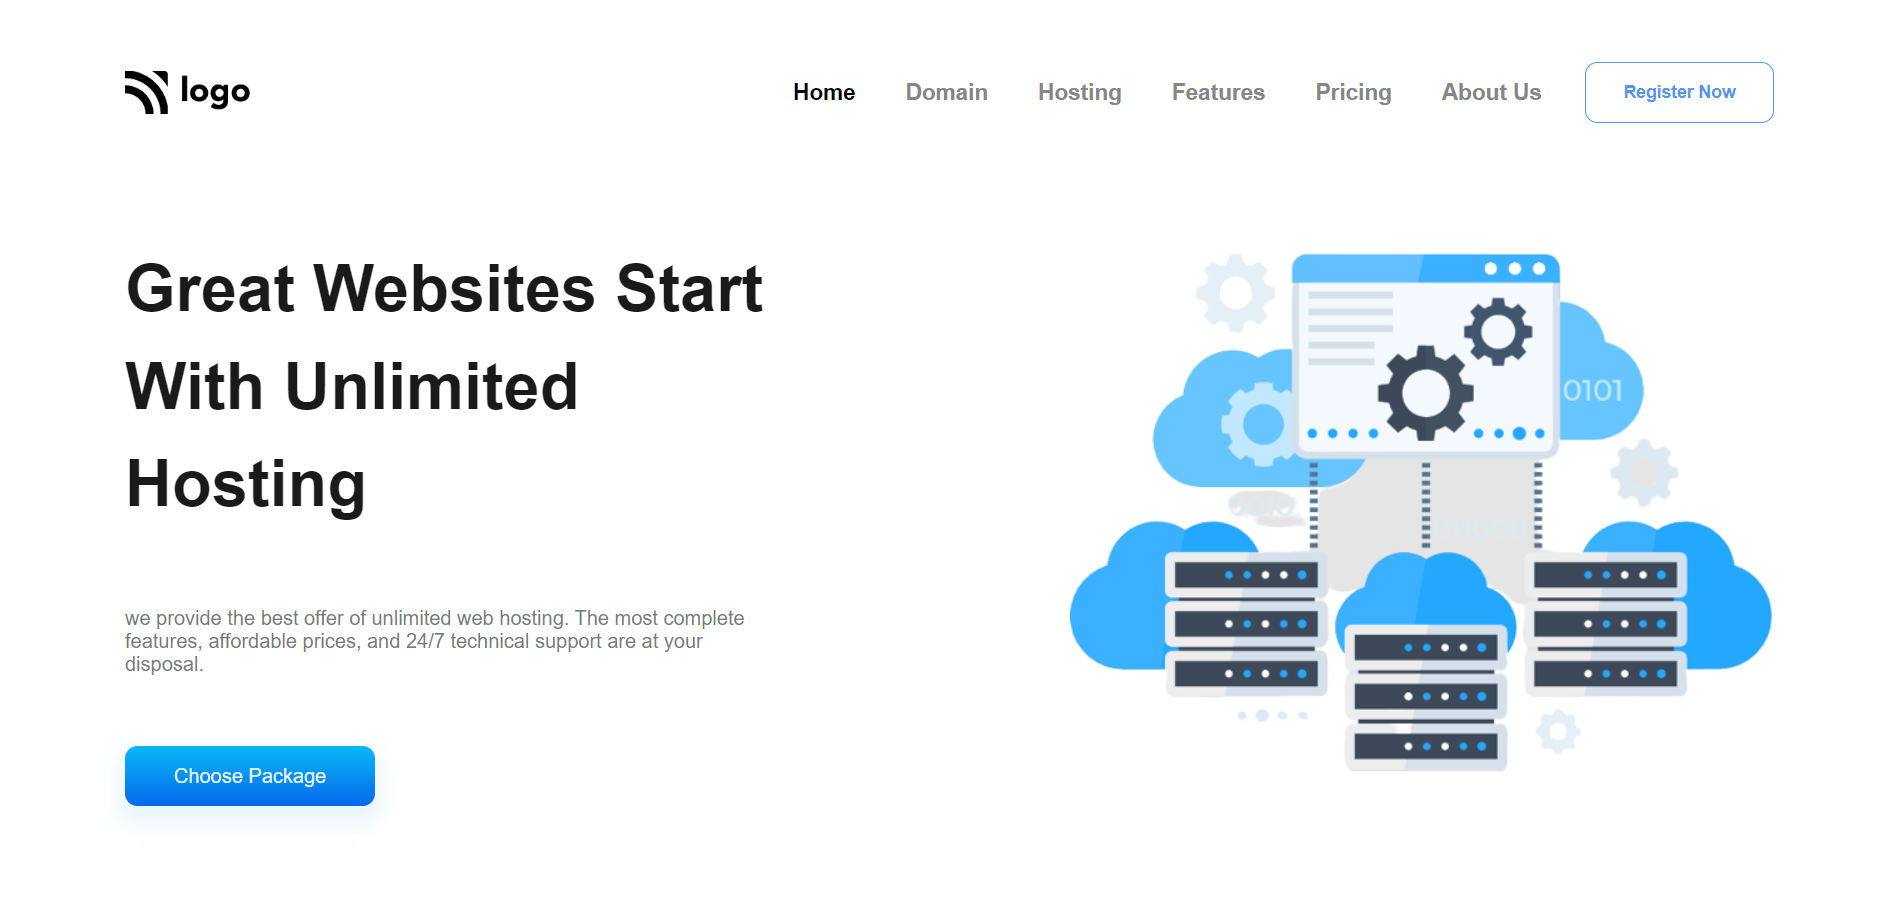 logo
Home Domain Hosting Features Pricing About Us Register Now
Great Websites Start
With Unlimited
Hosting
0101
we provide the best offer of unlimited web hosting. The most complete
features, affordable prices, and 24/7 technical support are at your
disposal.
Choose Package